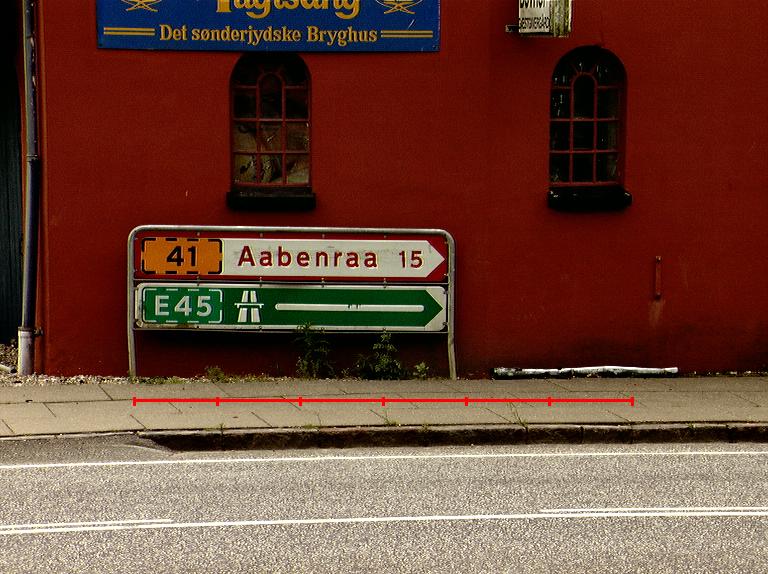 Det sønderjydske Bryghus
41 Aabenraa 15
E45